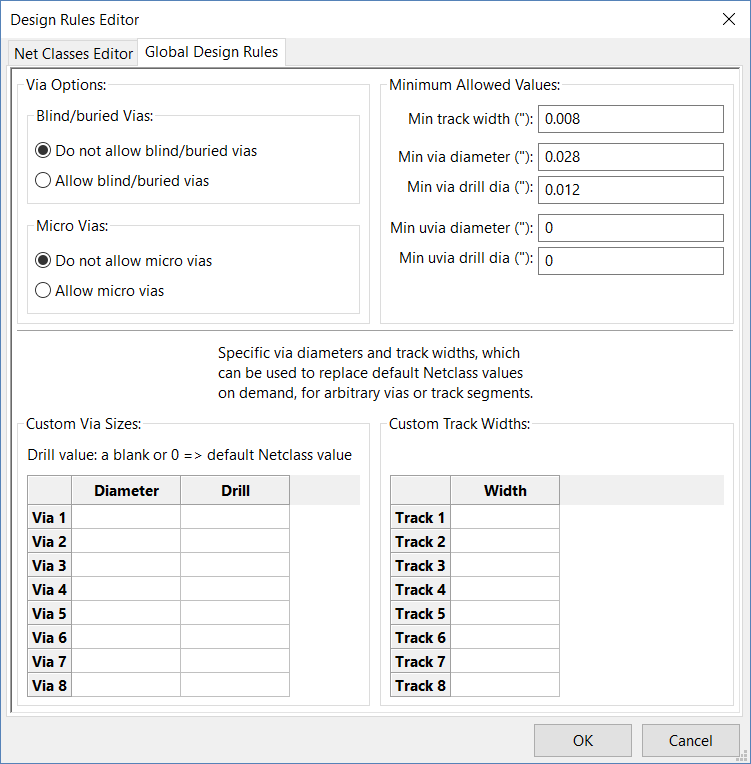 Design Rules Editor
Net Classes Editor
Global Design Rules
Via Options:
Blind/buried Vias:
Do not allow blind/buried vias
Allow blind/buried vias
Micro Vias:
Do not allow micro vias
Allow micro vias
Minimum Allowed Values:
Min track width ("): 0.008
Min via diameter ("): 0.028
Min via drill dia ("): 0.012
Min uvia diameter ("): 0
Min uvia drill dia ("): 0
Specific via diameters and track widths, which
can be used to replace default Netclass values
on demand, for arbitrary vias or track segments.
Custom Via Sizes:
Drill value: a blank or 0 => default Netclass value
Diameter Drill
Via 1
Via 2
Via 3
Via 4
Via 5
Via 6
Via 7
Via 8
Custom Track Widths:
Width
Track 1
Track 2
Track 3
Track 4
Track 5
Track 6
Track 7
Track 8
OK
Cancel